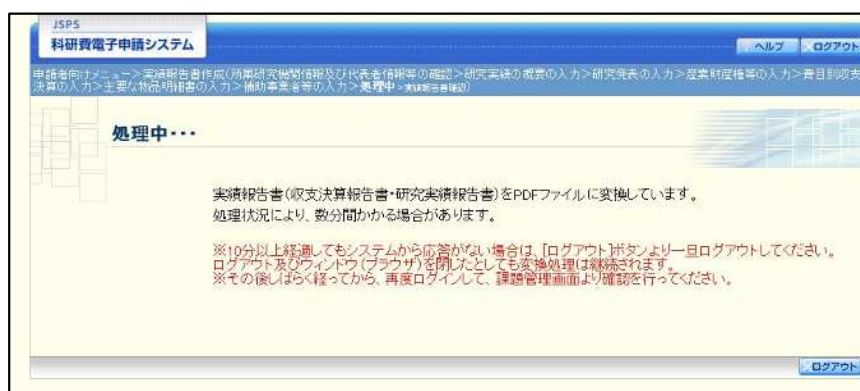 JSPS
科研費電子申請システム
ヘルプ
ログアウト
申請者向けメニュー>実績報告書作成(所属研究機関情報及び代表者情報等の確認>研究実績の概要の入力>研究発表の入力>産業財産権等の入力>費目別収支
決算の入力>主要な物品明細書の入力>補助事業者等の入力>処理中>実績報告書確認)
処理中・・・
実績報告書(収支決算報告書・研究実績報告書)をPDFファイルに変換しています。
処理状況により、数分間かかる場合があります。
※10分以上経過してもシステムから応答がない場合は、[ログアウト]ボタンより一旦ログアウトしてください。
ログアウト及びウィンドウ(ブラウザ)を閉じたとしても変換処理は継続されます。
※その後しばらく経ってから、再度ログインして、課題管理画面より確認を行ってください。
ログアウト